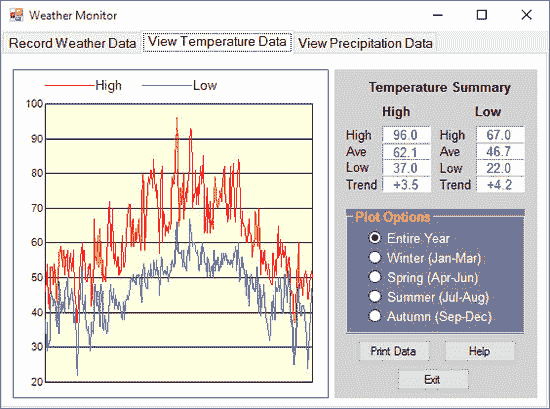 Weather Monitor
Record Weather Data View Temperature Data View Precipitation Data
High Low
100
90
80
70
60
50
40
30
20
Temperature Summary
High Low
High 96.0 High 67.0
Ave 62.1 Ave 46.7
Low 37.0 Low 22.0
Trend +3.5 Trend +4.2
Plot Options
Entire Year
Winter (Jan-Mar)
Spring (Apr-Jun)
Summer (Jul-Aug)
Autumn (Sep-Dec)
Print Data Help
Exit